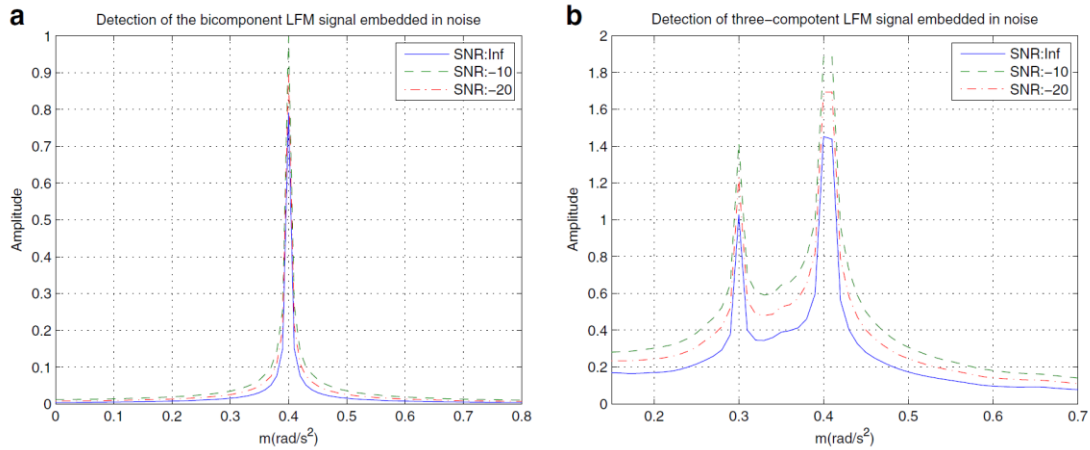 a
Detection of the bicomponent LFM signal embedded in noise
1
0.9
0.8
0.7
0.6
0.5
0.4
0.3
0.2
0.1
0
Amplitude
SNR:Inf
SNR:-10
SNR:-20
0 0.1 0.2 0.3 0.4 0.5 0.6 0.7 0.8
m(rad/s²)
b
Detection of three-compotent LFM signal embedded in noise
2
1.8
1.6
1.4
1.2
1
0.8
0.6
0.4
0.2
0
Amplitude
SNR:Inf
SNR:-10
SNR:-20
0.2 0.3 0.4 0.5 0.6 0.7
m(rad/s²)